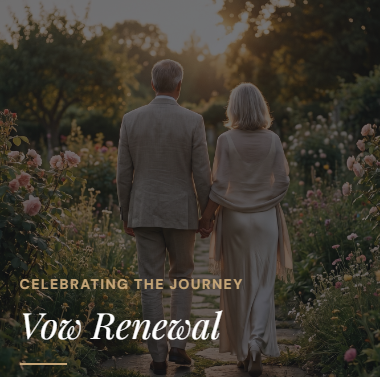 CELEBRATING THE JOURNEY
Vow Renewal